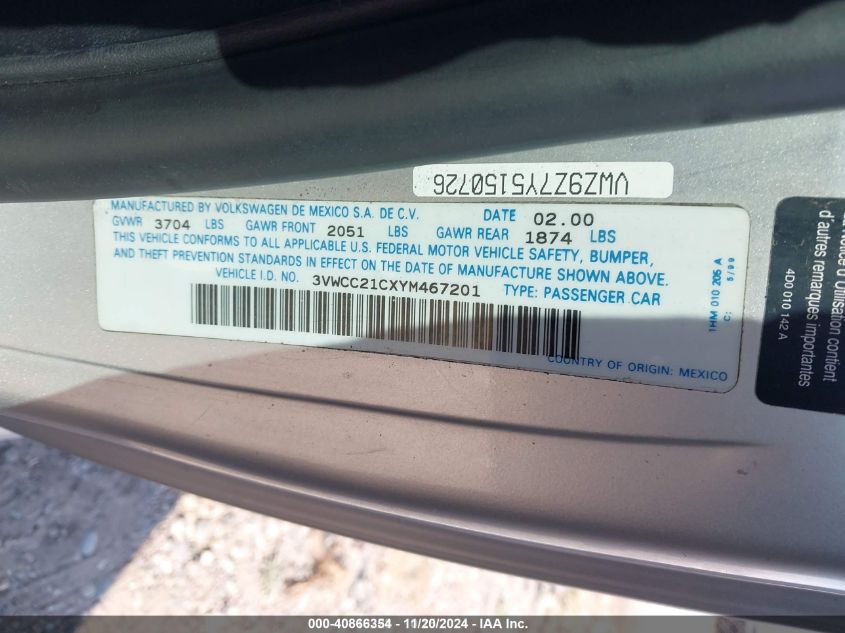 VWZ9Z7Y5150726
MANUFACTURED BY VOLKSWAGEN DE MEXICO S.A. DE C.V. DATE 02.00
GVWR 3704 LBS GAWR FRONT 2051 LBS GAWR REAR 1874 LBS
THIS VEHICLE CONFORMS TO ALL APPLICABLE U.S. FEDERAL MOTOR VEHICLE SAFETY, BUMPER,
AND THEFT PREVENTION STANDARDS IN EFFECT ON THE DATE OF MANUFACTURE SHOWN ABOVE.
VEHICLE I.D. NO. 3VWCC21CXYM467201 TYPE: PASSENGER CAR
COUNTRY OF ORIGIN: MEXICO
1HM 010 205 A
C: 5/99
d'autres remarques importantes
4D0 010 142 A
000-40866354 - 11/20/2024 - IAA Inc.